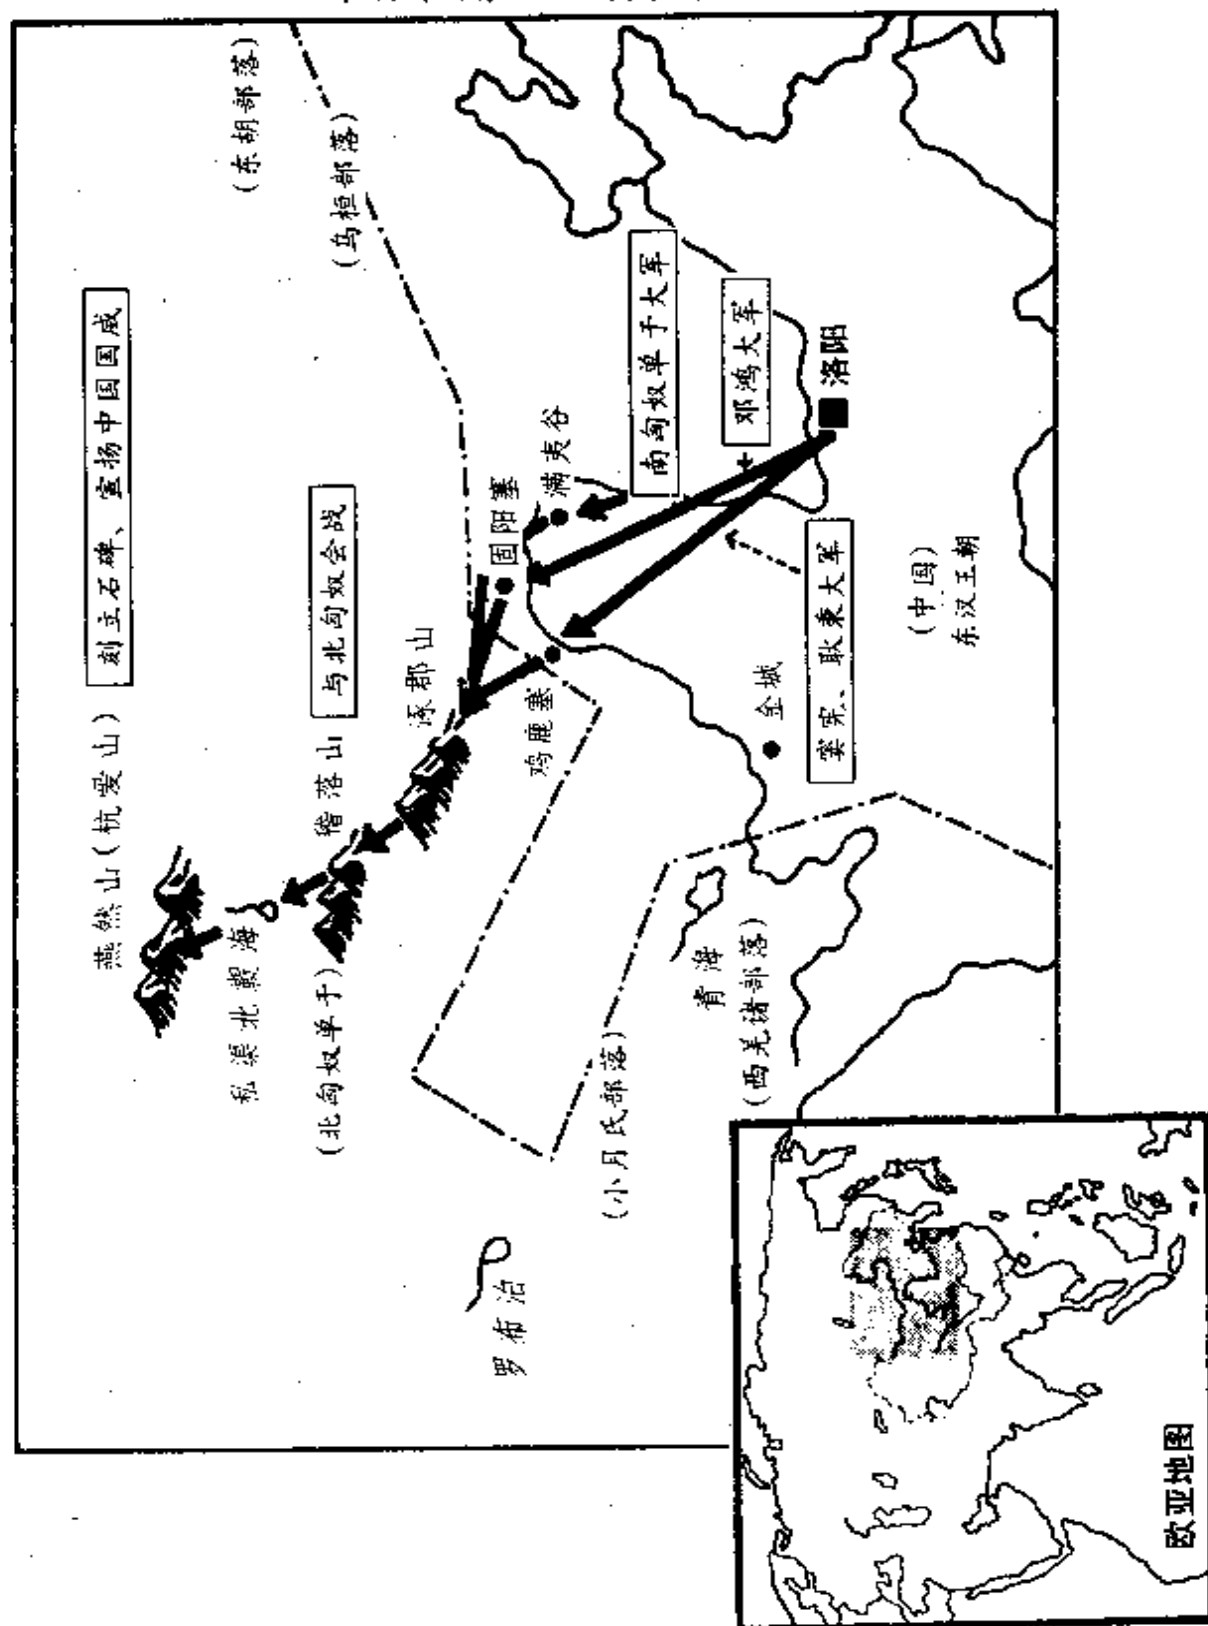 (东胡部落)
(乌桓部落)
刻立石碑、宣扬中国国威
燕然山(杭爱山)
与北匈奴会战
稽落山
涿郡山
私渠北鞮海
(北匈奴单于)
固阳塞
满夷谷
南匈奴单于大军
邓鸿大军
洛阳
鸡鹿塞
窦宪、耿秉大军
金城
(中国)
东汉王朝
青海
(西羌诸部落)
(小月氏部落)
罗布泊
欧亚地图